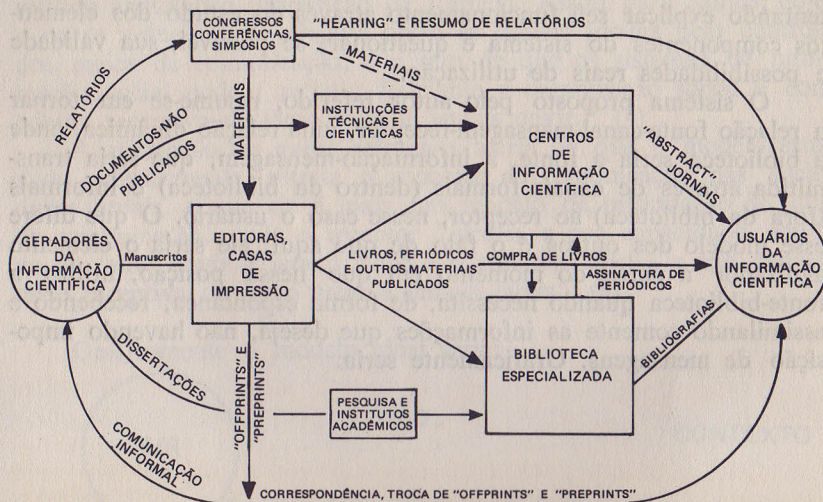 CONGRESSOS
CONFERÊNCIAS,
SIMPÓSIOS
"HEARING" E RESUMO DE RELATÓRIOS
RELATÓRIOS
DOCUMENTOS NÃO
PUBLICADOS
MATERIAIS
MATERIAIS
INSTITUIÇÕES
TÉCNICAS E
CIENTÍFICAS
CENTROS
DE
INFORMAÇÃO
CIENTÍFICA
ABSTRACT"
JORNAIS
GERADORES
DA
INFORMAÇÃO
CIENTÍFICA
Manuscritos
EDITORAS,
CASAS
DE
IMPRESSÃO
LIVROS, PERIÓDICOS
E OUTROS MATERIAIS
PUBLICADOS
COMPRA DE LIVROS
ASSINATURA DE
PERIÓDICOS
USUÁRIOS
DA
INFORMAÇÃO
CIENTÍFICA
DISSERTAÇÕES
"OFFPRINTS" E
"PREPRINTS"
PESQUISA E
INSTITUTOS
ACADÊMICOS
BIBLIOTECA
ESPECIALIZADA
BIBLIOGRAFIAS
COMUNICAÇÃO
INFORMAL
CORRESPONDÊNCIA, TROCA DE "OFFPRINTS" E "PREPRINTS"